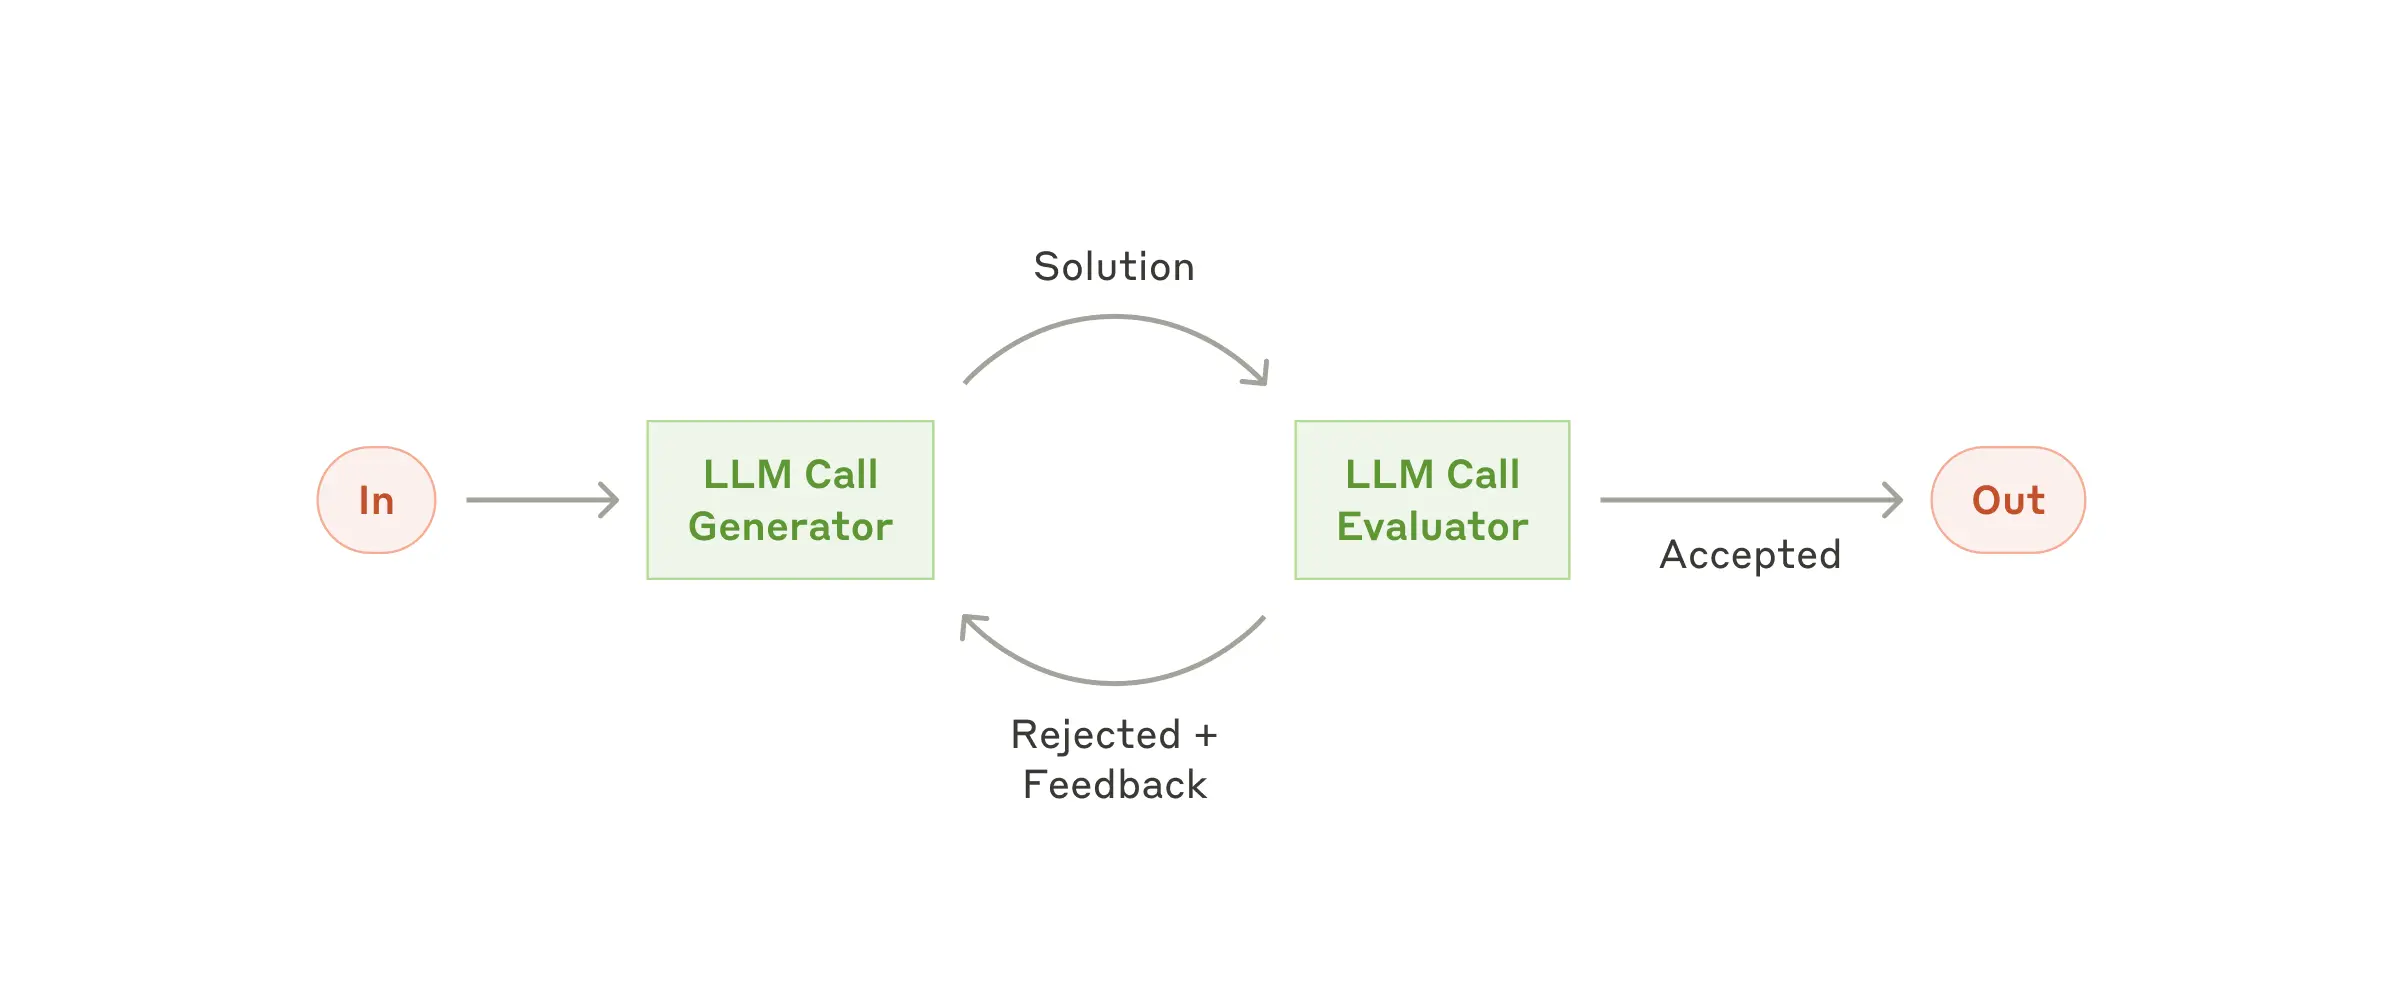 Solution
In
LLM Call
Generator
LLM Call
Evaluator
Accepted
Out
Rejected +
Feedback